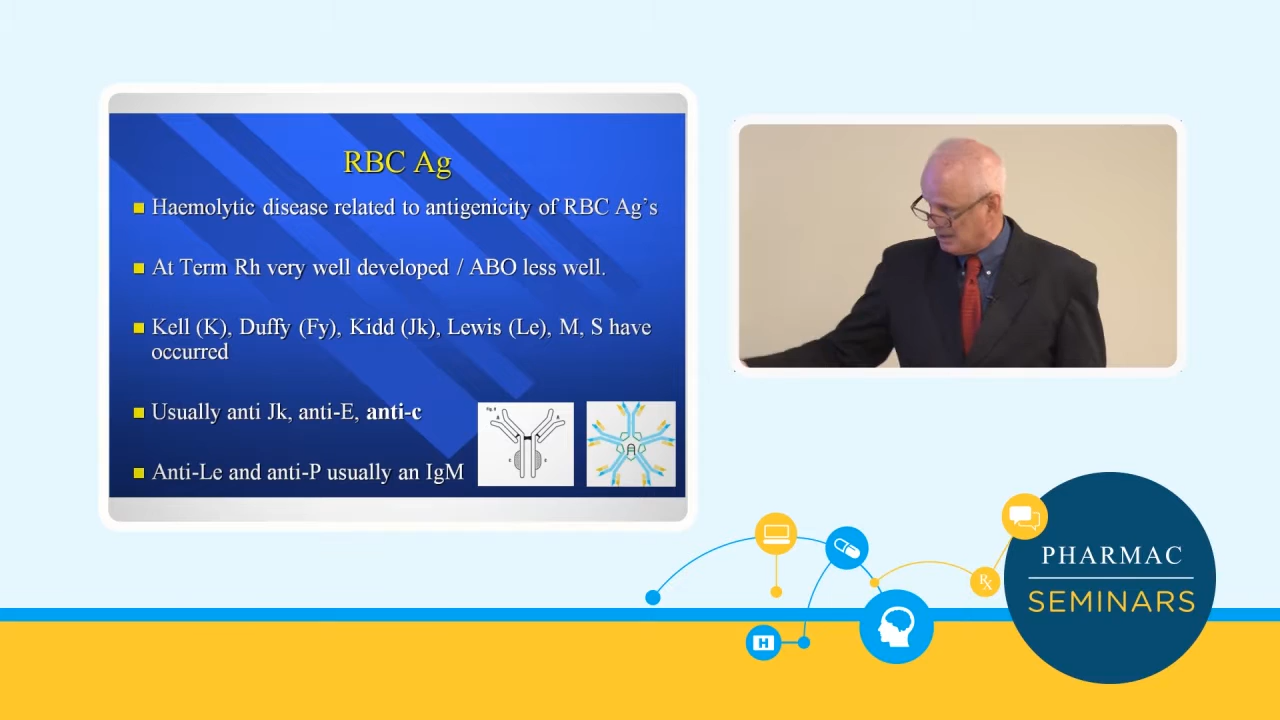 RBC Ag
Haemolytic disease related to antigenicity of RBC Ag's
At Term Rh very well developed / ABO less well.
Kell (K), Duffy (Fy), Kidd (Jk), Lewis (Le), M, S have
occurred
Usually anti Jk, anti-E, anti-c
Anti-Le and anti-P usually an IgM
PHARMAC
SEMINARS
Rx
H